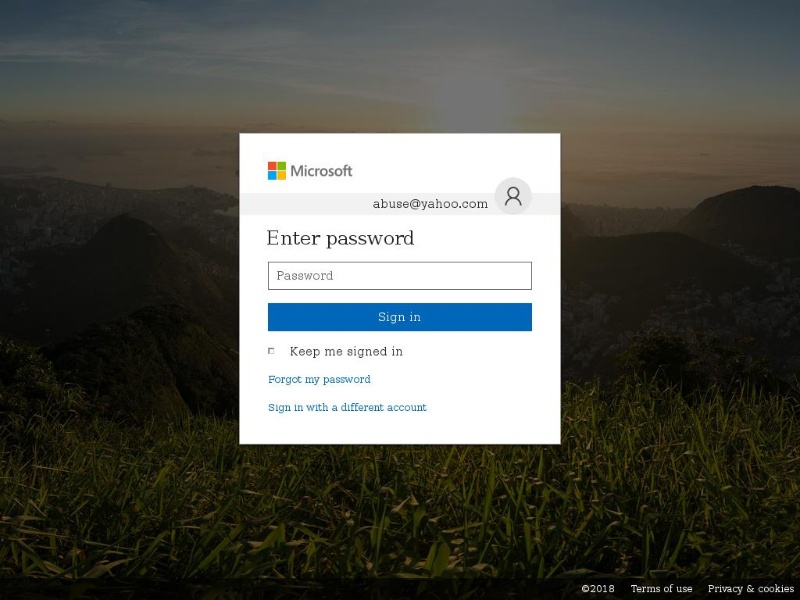 Microsoft
abuse@yahoo.com
Enter password
Password
Sign in
Keep me signed in
Forgot my password
Sign in with a different account
©2018 Terms of use Privacy & cookies